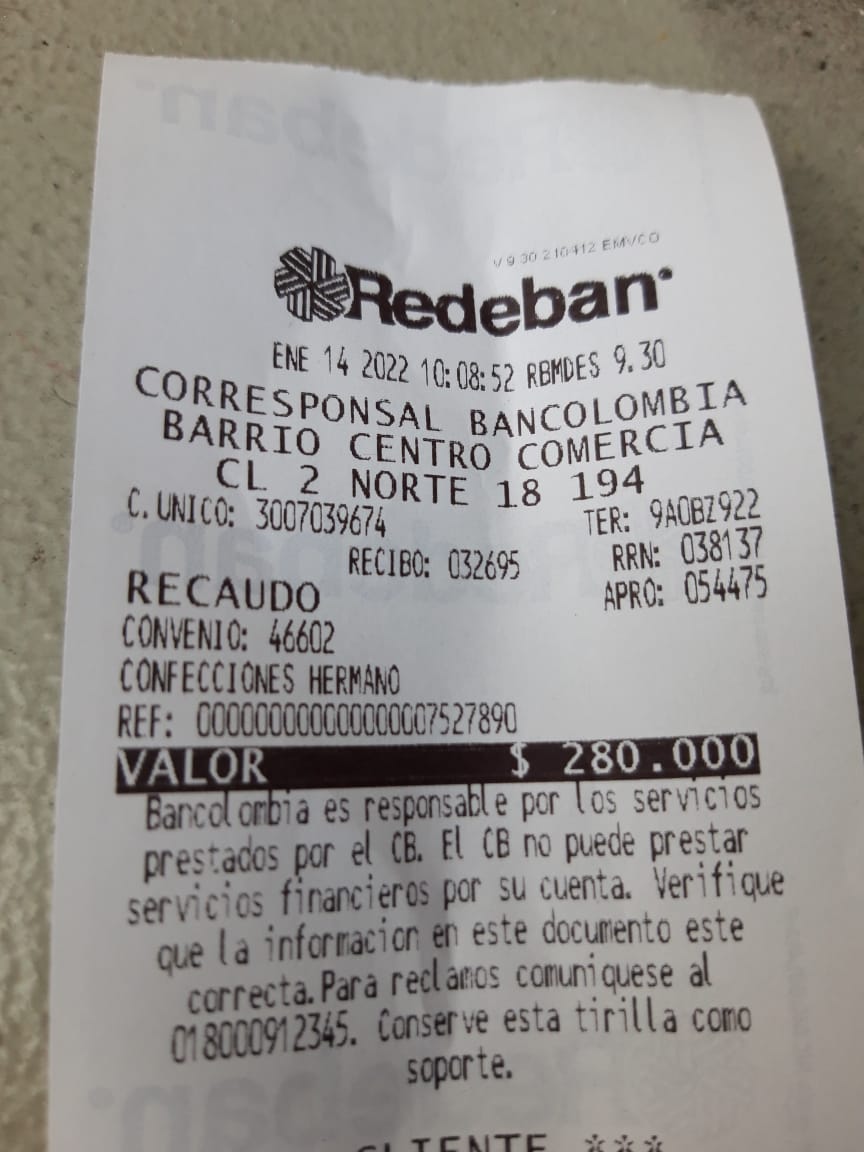 V 9.30 210412 EMVCO
Redeban
ENE 14 2022 10:08:52 RBMDES 9.30
CORRESPONSAL BANCOLOMBIA
BARRIO CENTRO COMERCIA
CL 2 NORTE 18 194
C. UNICO: 3007039674 TER: 9A0BZ922
RECIBO: 032695 RRN: 038137
RECAUDO APRO: 054475
CONVENIO: 46602
CONFECCIONES HERMANO
REF: 00000000000000007527890
VALOR $ 280.000
Bancolombia es responsable por los servicios
prestados por el CB. El CB no puede prestar
servicios financieros por su cuenta. Verifique
que la informacion en este documento este
correcta. Para reclamos comuniquese al
018000912345. Conserve esta tirilla como
soporte.
CLIENTE ***